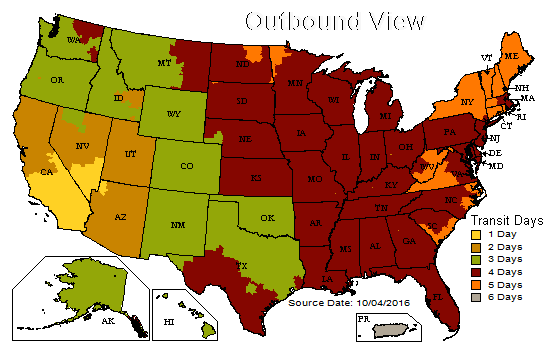 Outbound View
WA
MT
ND
MN
VT
ME
OR
ID
SD
WI
MI
NY
NH
MA
RI
CT
WY
NE
IA
PA
NJ
NV
UT
CO
IL
IN
OH
DE
MD
CA
KS
MO
WV
VA
KY
AZ
NM
OK
AR
TN
NC
SC
TX
LA
MS
AL
GA
FL
AK
HI
PR
Transit Days
1 Day
2 Days
3 Days
4 Days
5 Days
6 Days
Source Date: 10/04/2016